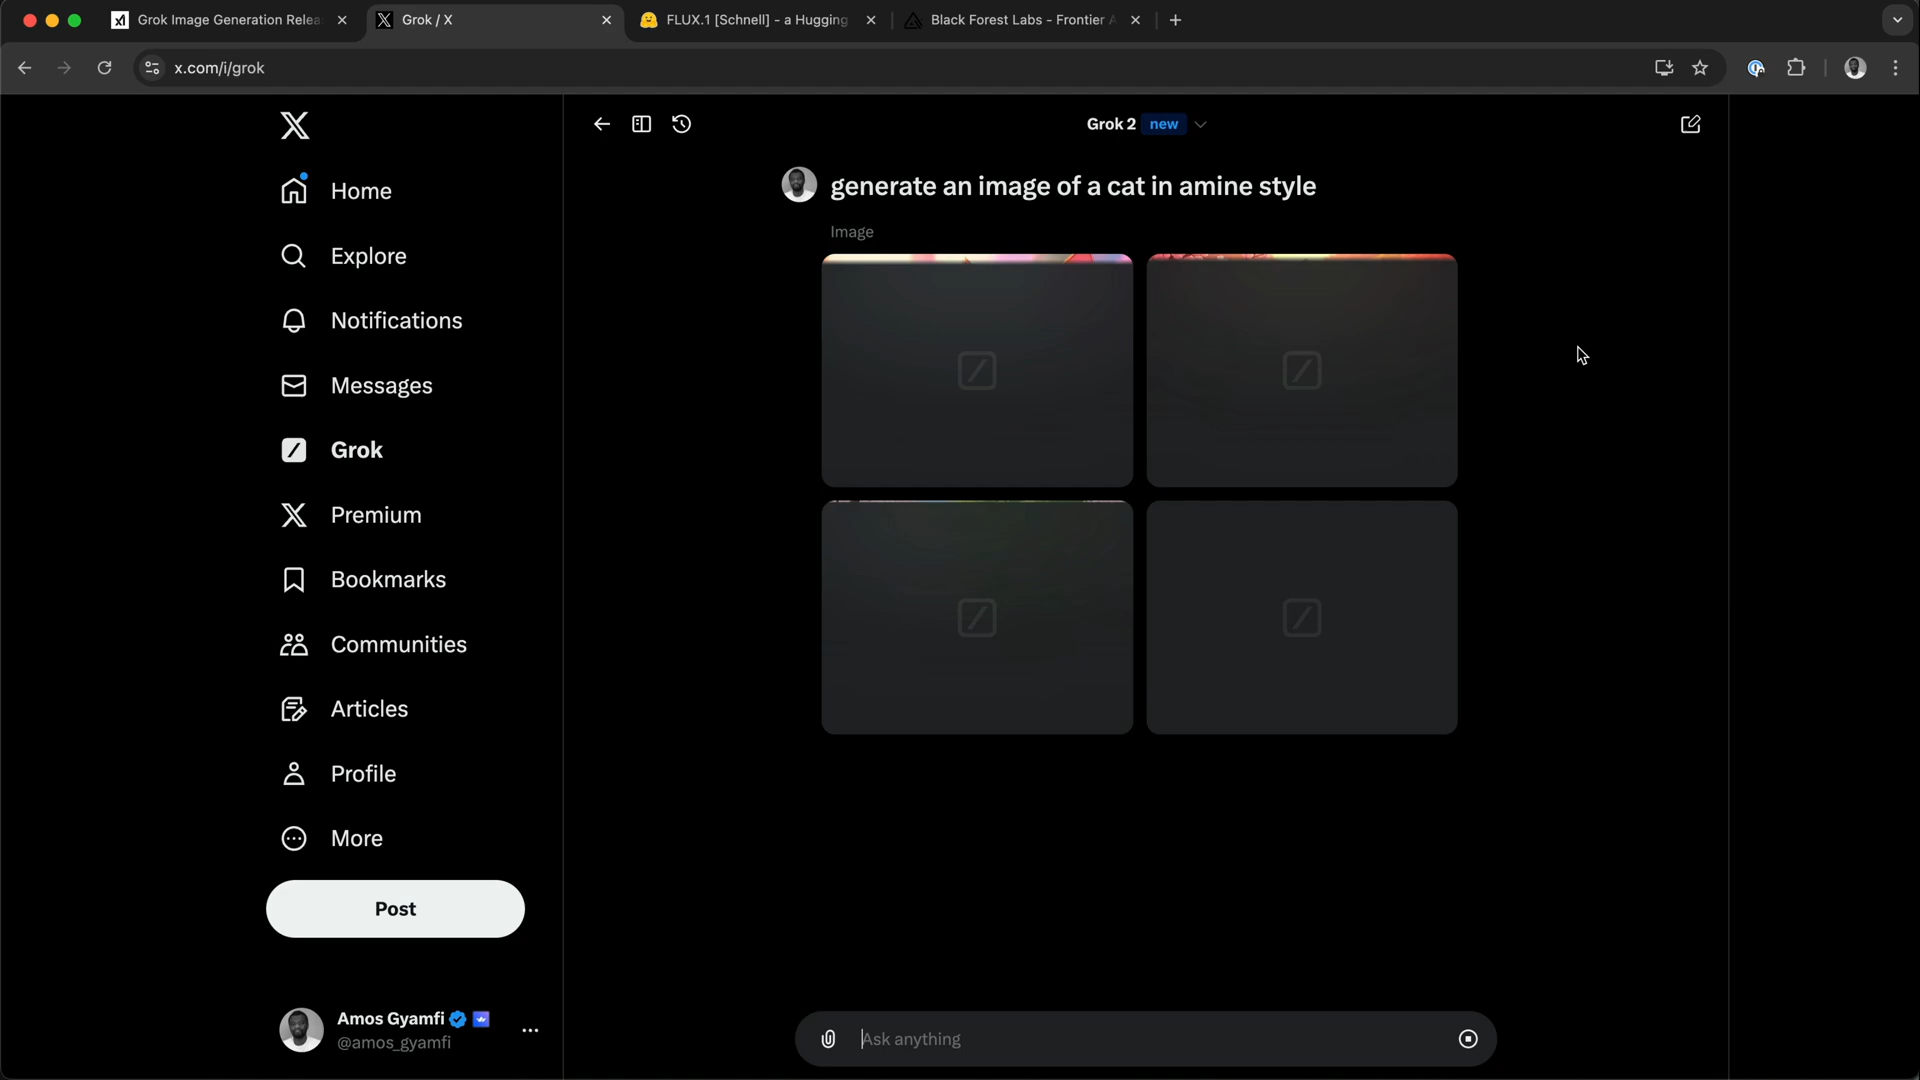 Grok Image Generation Relea
Grok / X
FLUX.1 [Schnell] - a Hugging
Black Forest Labs - Frontier A
x.com/i/grok
Home
Explore
Notifications
Messages
Grok
Premium
Bookmarks
Communities
Articles
Profile
More
Post
Amos Gyamfi
@amos_gyamfi
Grok 2 new
generate an image of a cat in amine style
Image
Ask anything